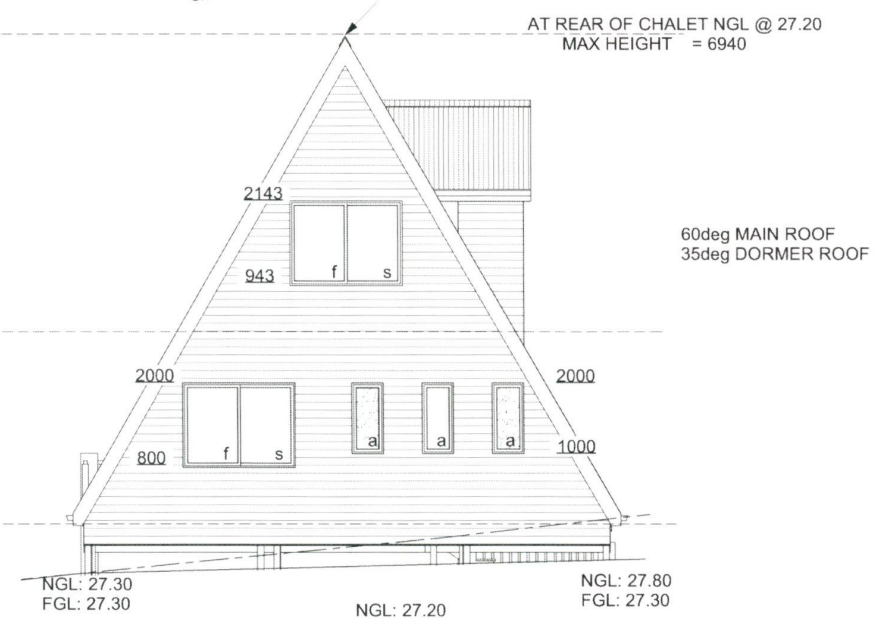 AT REAR OF CHALET NGL @ 27.20
MAX HEIGHT = 6940
2143
60deg MAIN ROOF
35deg DORMER ROOF
f s
943
2000
2000
f s
a a a
800
1000
NGL: 27.30
FGL: 27.30
NGL: 27.20
NGL: 27.80
FGL: 27.30